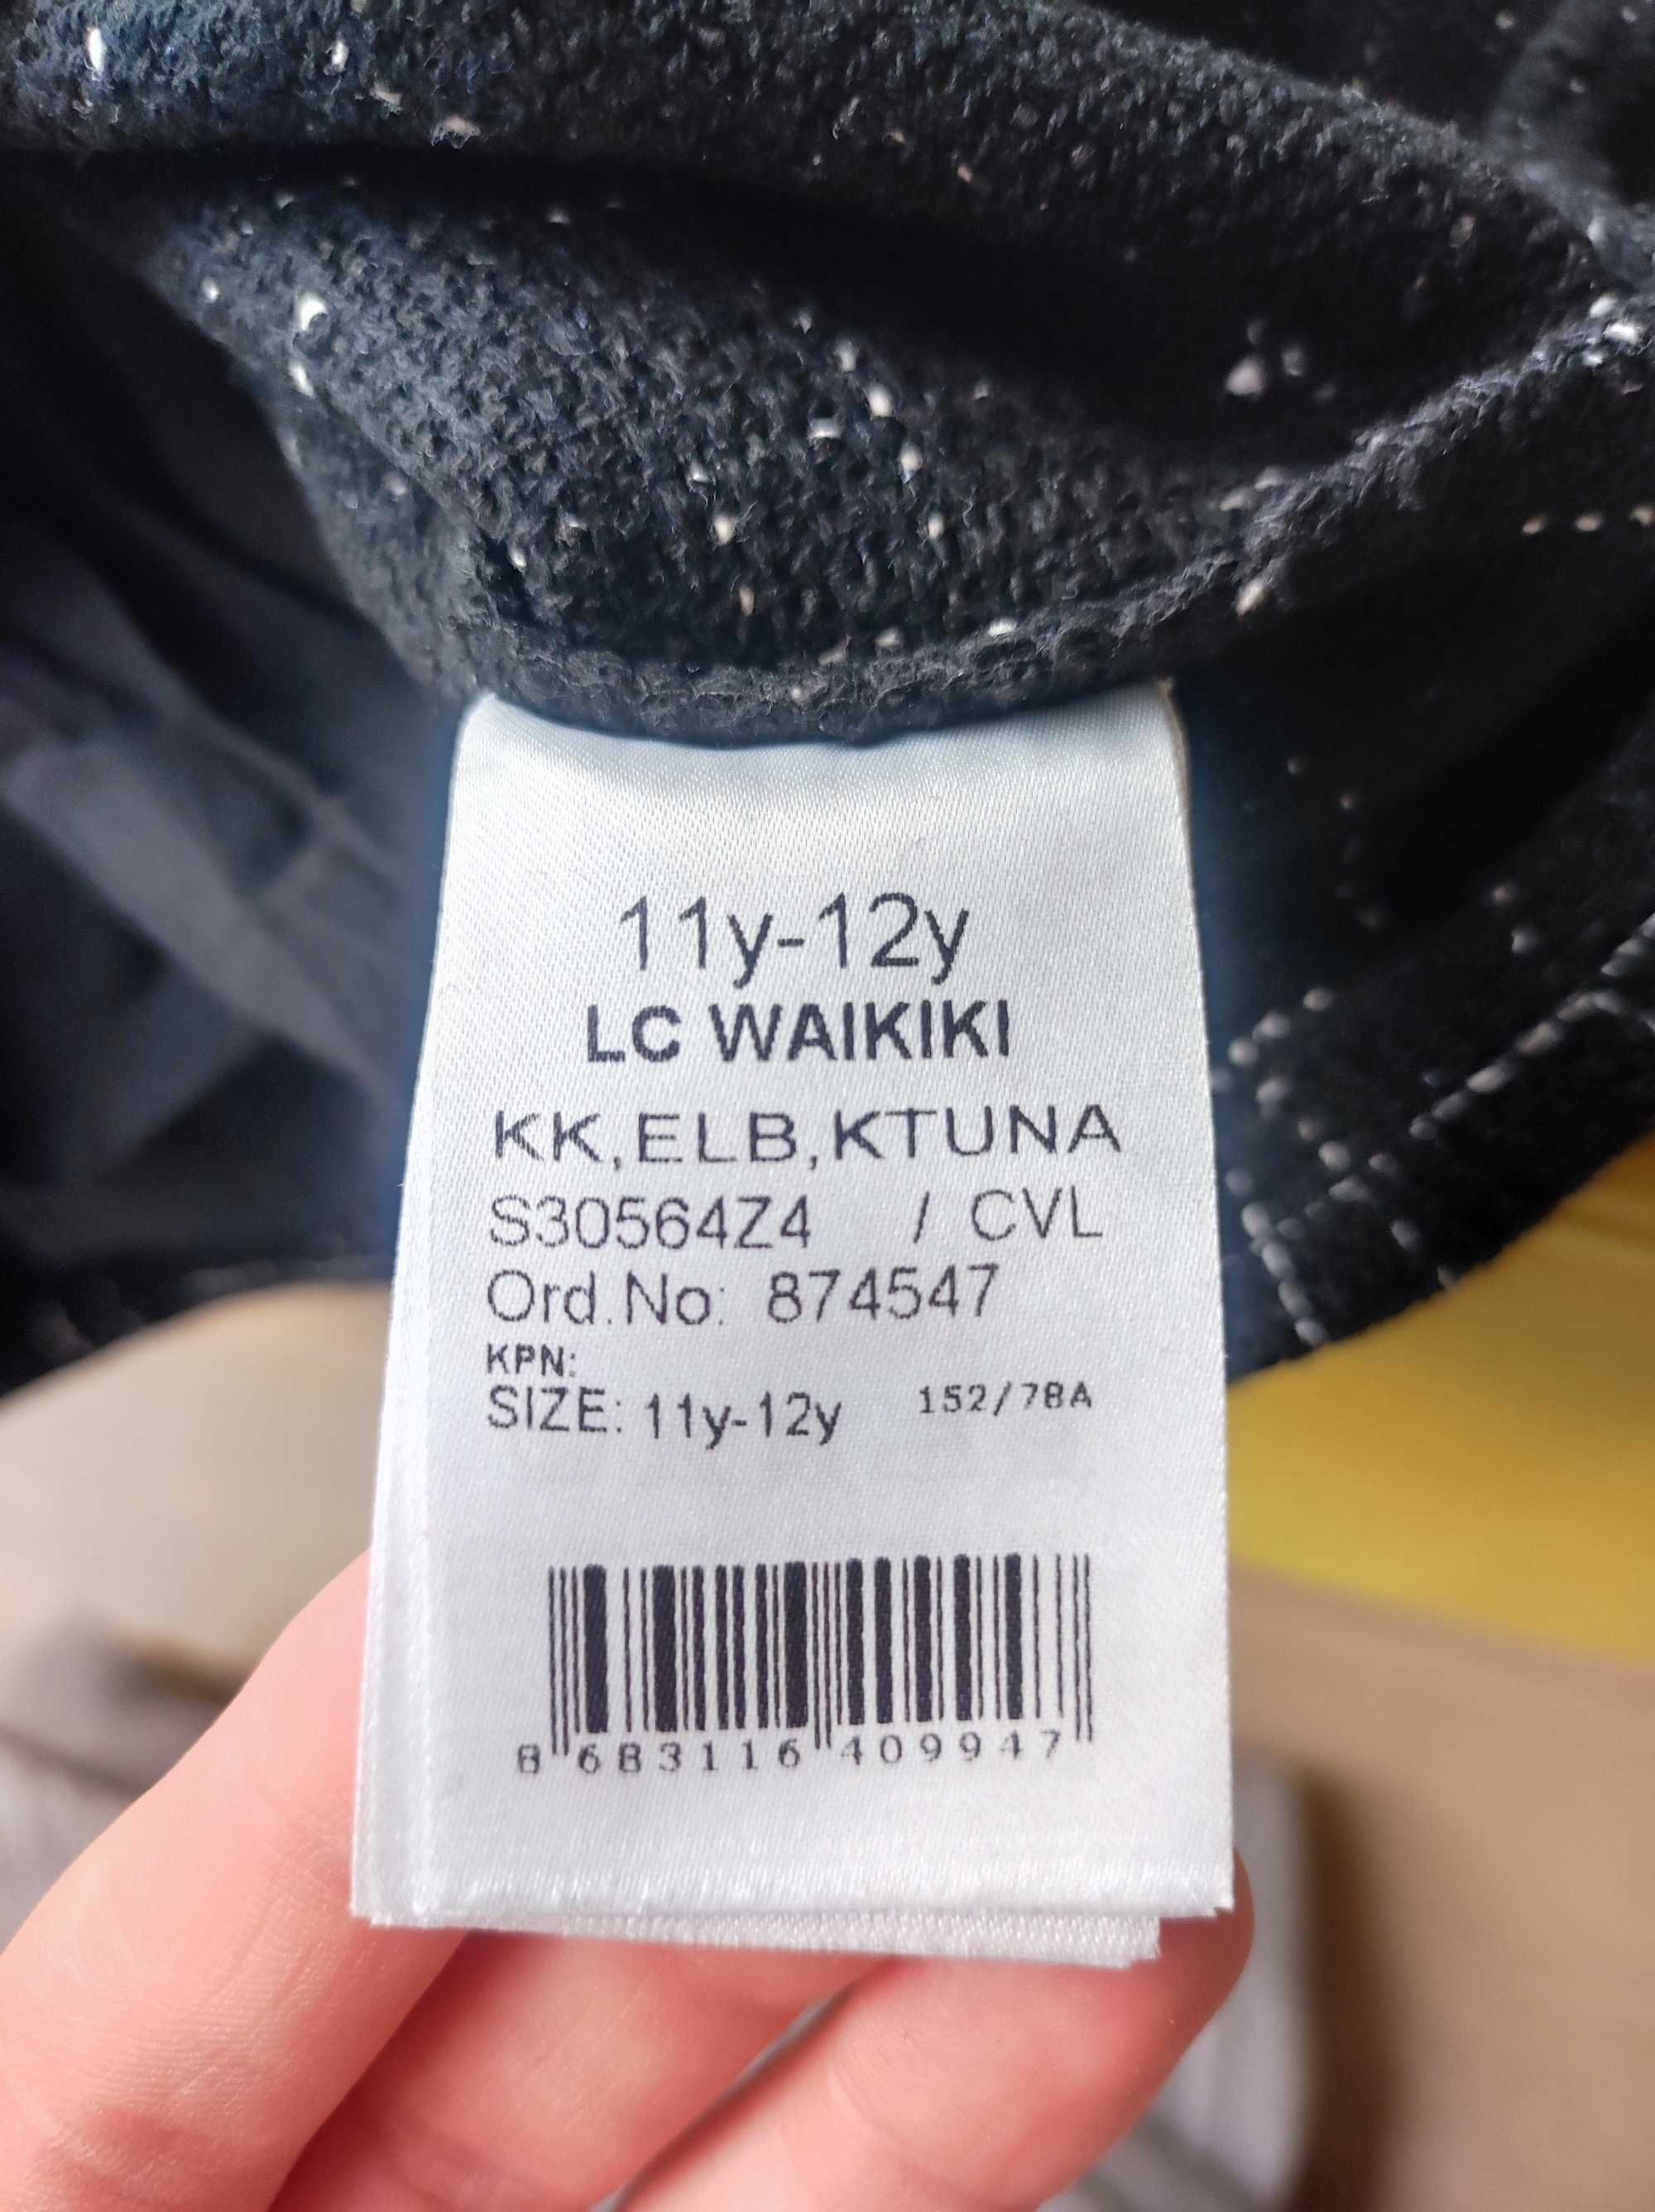 11y-12y
LC WAIKIKI
KK,ELB,KTUNA
S30564Z4 / CVL
Ord.No: 874547
KPN:
SIZE: 11y-12y 152/78A
8 683116 409947